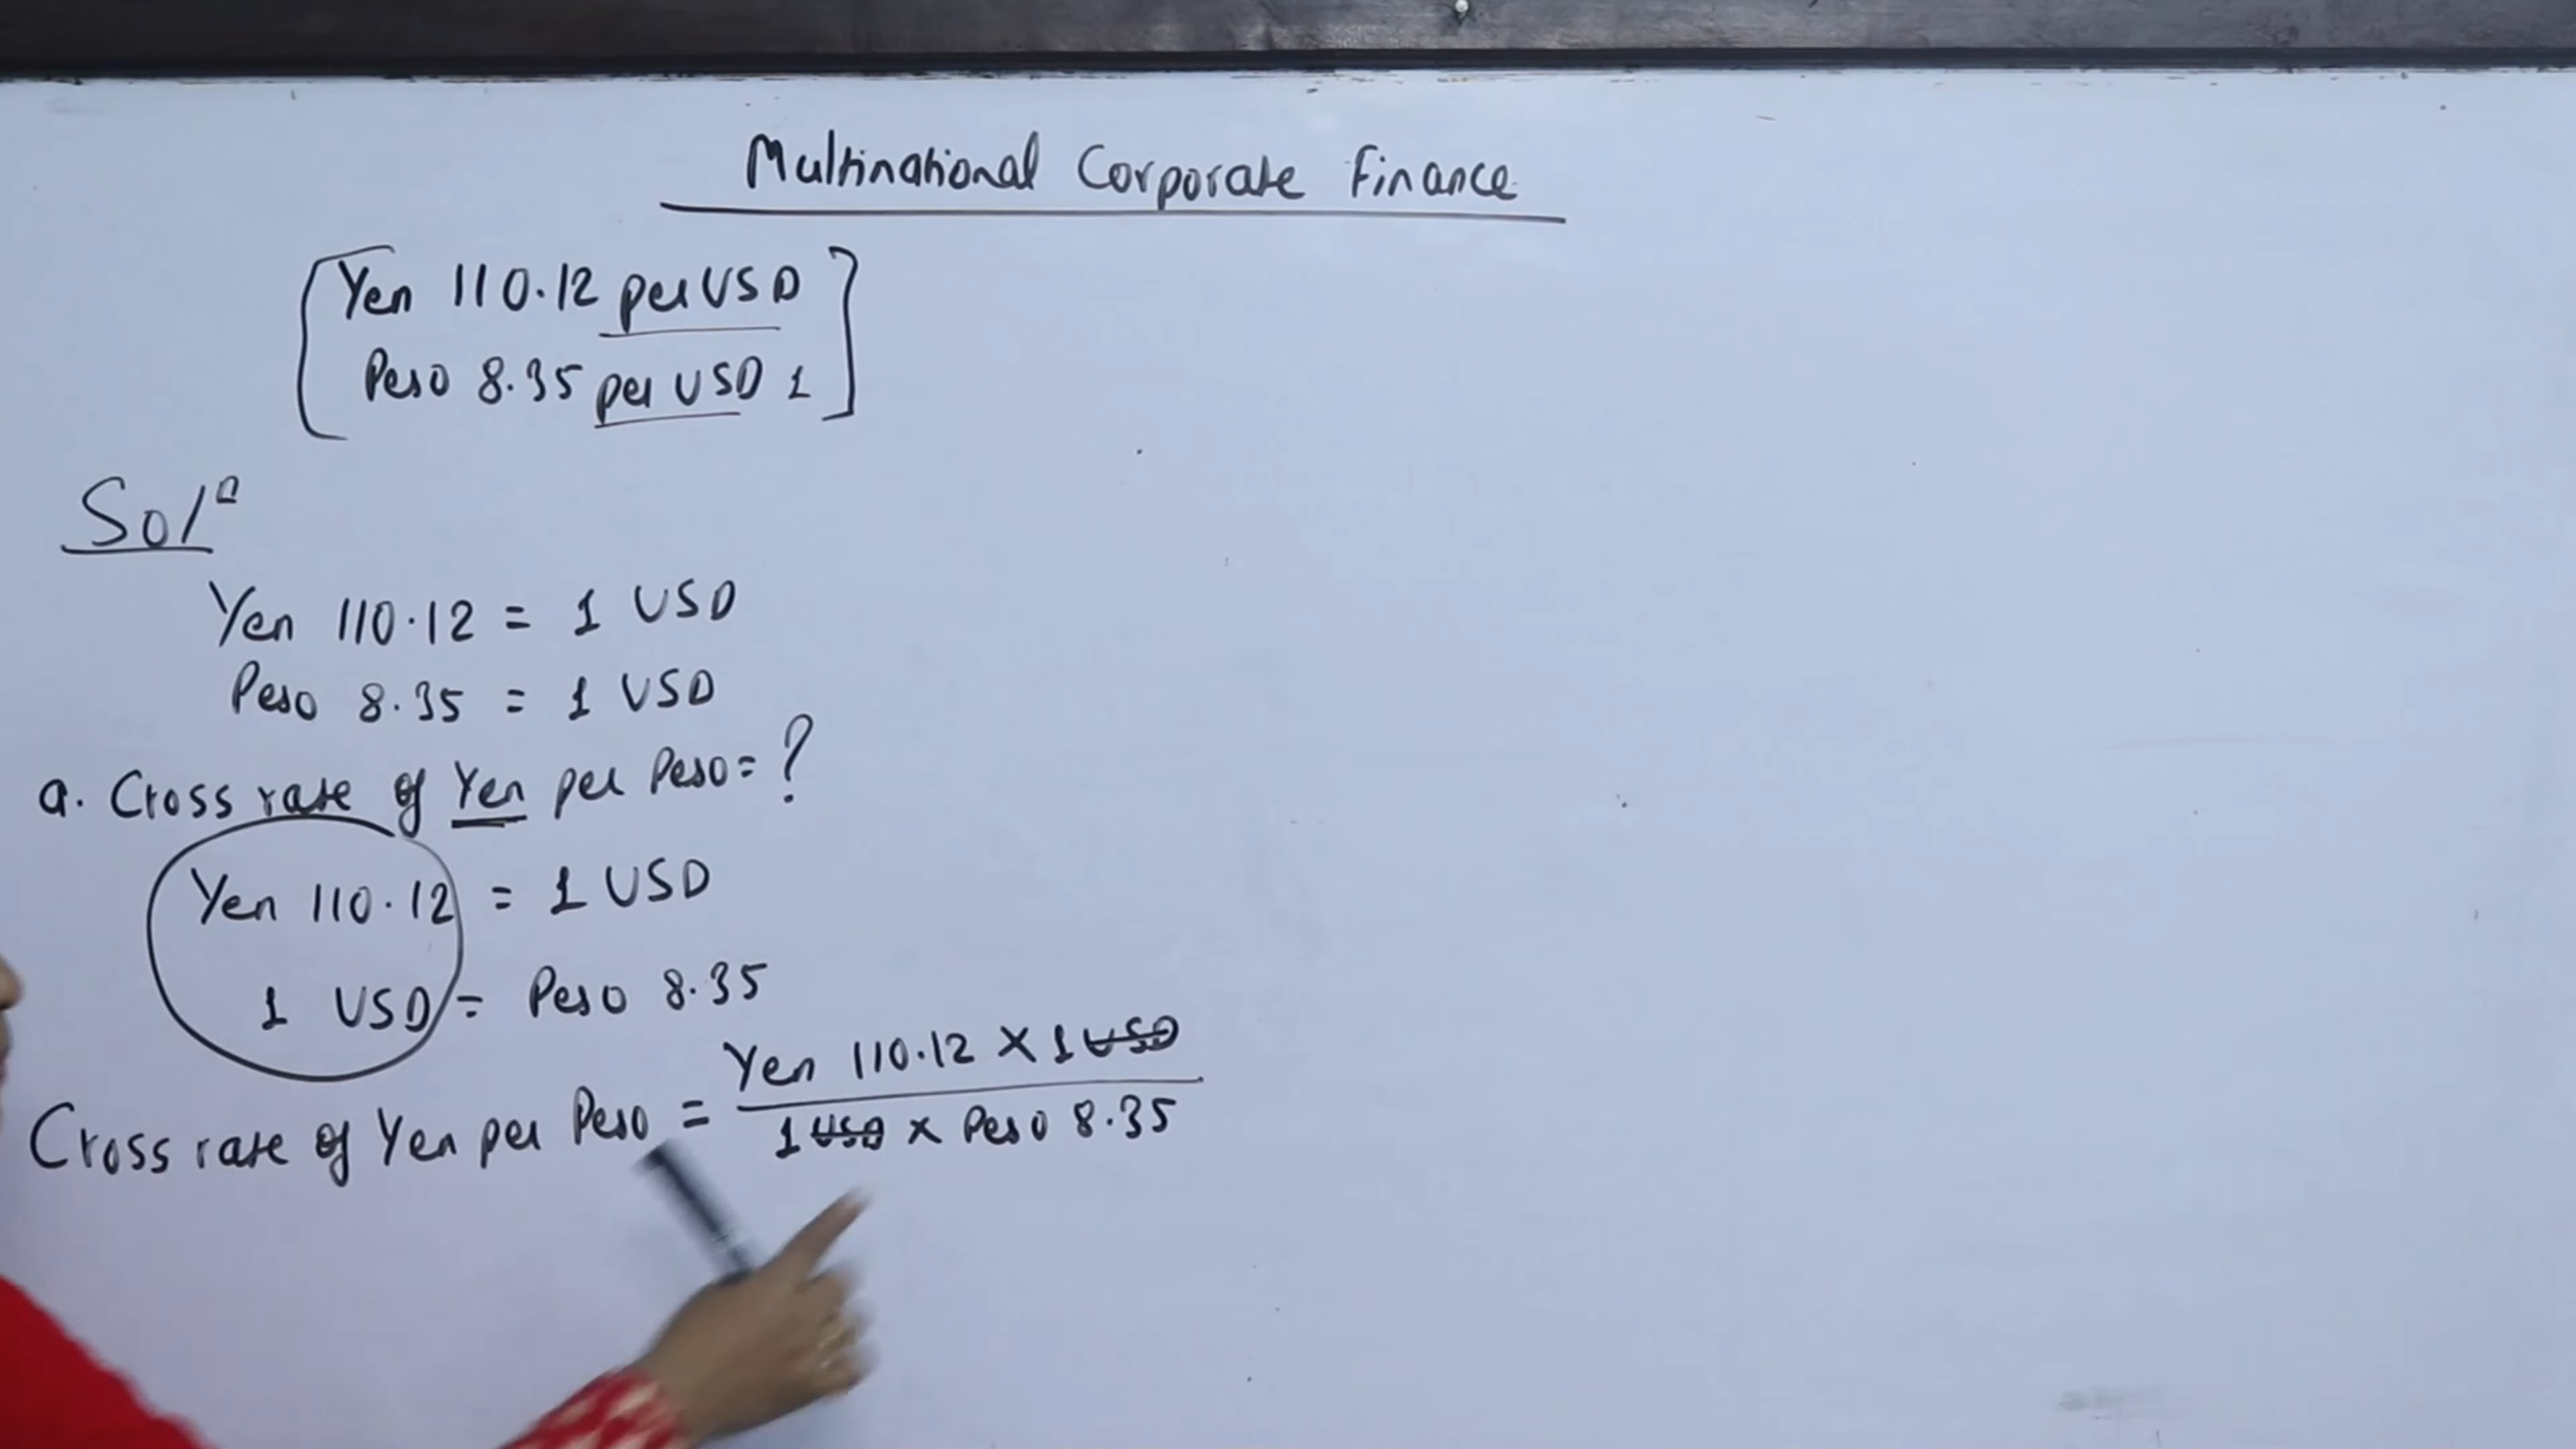 Multinational Corporate Finance
Yen 110.12 per USD
Peso 8.35 per USD 1
Solⁿ
Yen 110.12 = 1 USD
Peso 8.35 = 1 USD
a. Cross rate of Yen per Peso = ?
Yen 110.12 = 1 USD
1 USD = Peso 8.35
Cross rate of Yen per Peso = Yen 110.12 × 1 USD
1 USD × Peso 8.35